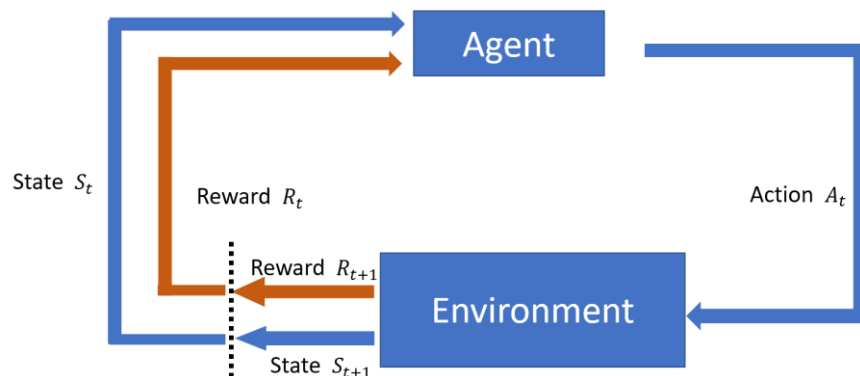 Agent
State S_t
Reward R_t
Action A_t
Reward R_{t+1}
Environment
State S_{t+1}